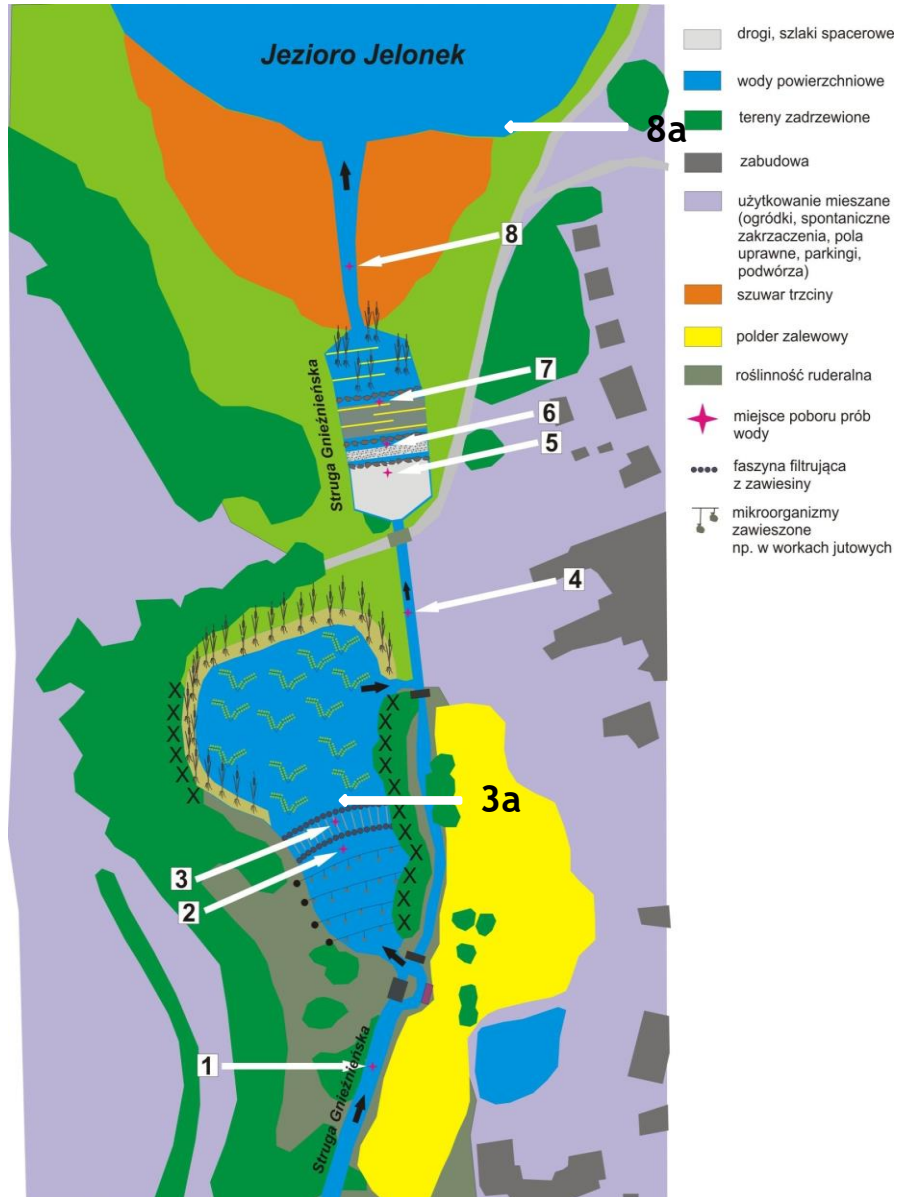 Jezioro Jelonek
8a
8
7
6
5
Struga Gnieźnieńska
4
3a
3
2
1
Struga Gnieźnieńska
drogi, szlaki spacerowe
wody powierzchniowe
tereny zadrzewione
zabudowa
użytkowanie mieszane
(ogródki, spontaniczne
zakrzaczenia, pola
uprawne, parkingi,
podwórza)
szuwar trzciny
polder zalewowy
roślinność ruderalna
miejsce poboru prób
wody
faszyna filtrująca
z zawiesiny
mikroorganizmy
zawieszone
np. w workach jutowych